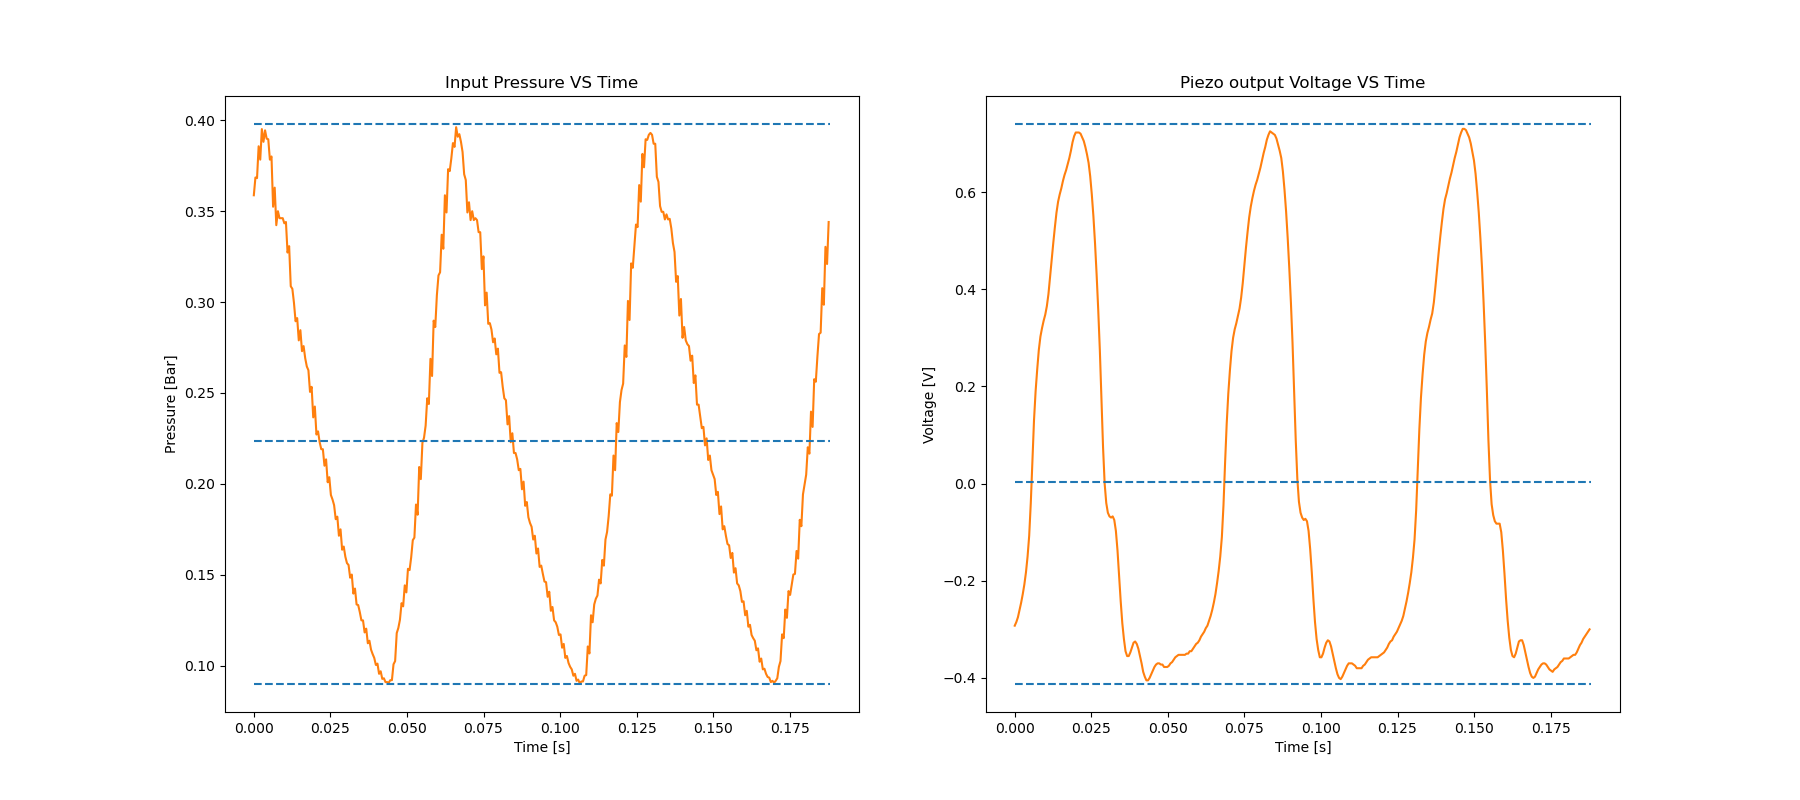 Input Pressure VS Time
Pressure [Bar]
0.40
0.35
0.30
0.25
0.20
0.15
0.10
0.000 0.025 0.050 0.075 0.100 0.125 0.150 0.175
Time [s]
Piezo output Voltage VS Time
Voltage [V]
0.6
0.4
0.2
0.0
−0.2
−0.4
0.000 0.025 0.050 0.075 0.100 0.125 0.150 0.175
Time [s]